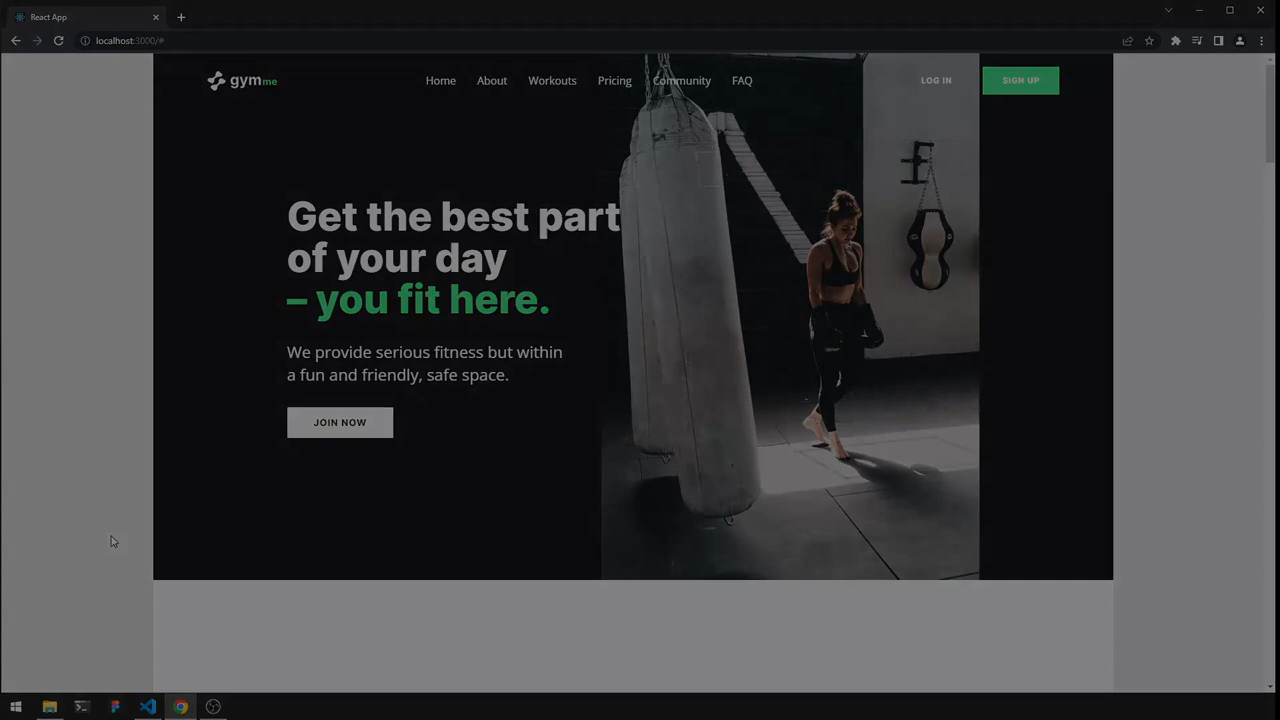 React App
localhost:3000/#
gymme
Home About Workouts Pricing Community FAQ
LOG IN
SIGN UP
Get the best part
of your day
– you fit here.
We provide serious fitness but within
a fun and friendly, safe space.
JOIN NOW